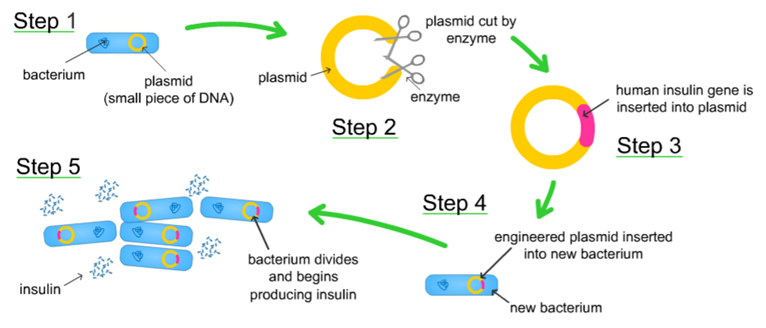 Step 1
bacterium
plasmid
(small piece of DNA)
plasmid cut by
enzyme
plasmid
enzyme
Step 2
human insulin gene is
inserted into plasmid
Step 3
Step 4
engineered plasmid inserted
into new bacterium
new bacterium
Step 5
bacterium divides
and begins
producing insulin
insulin